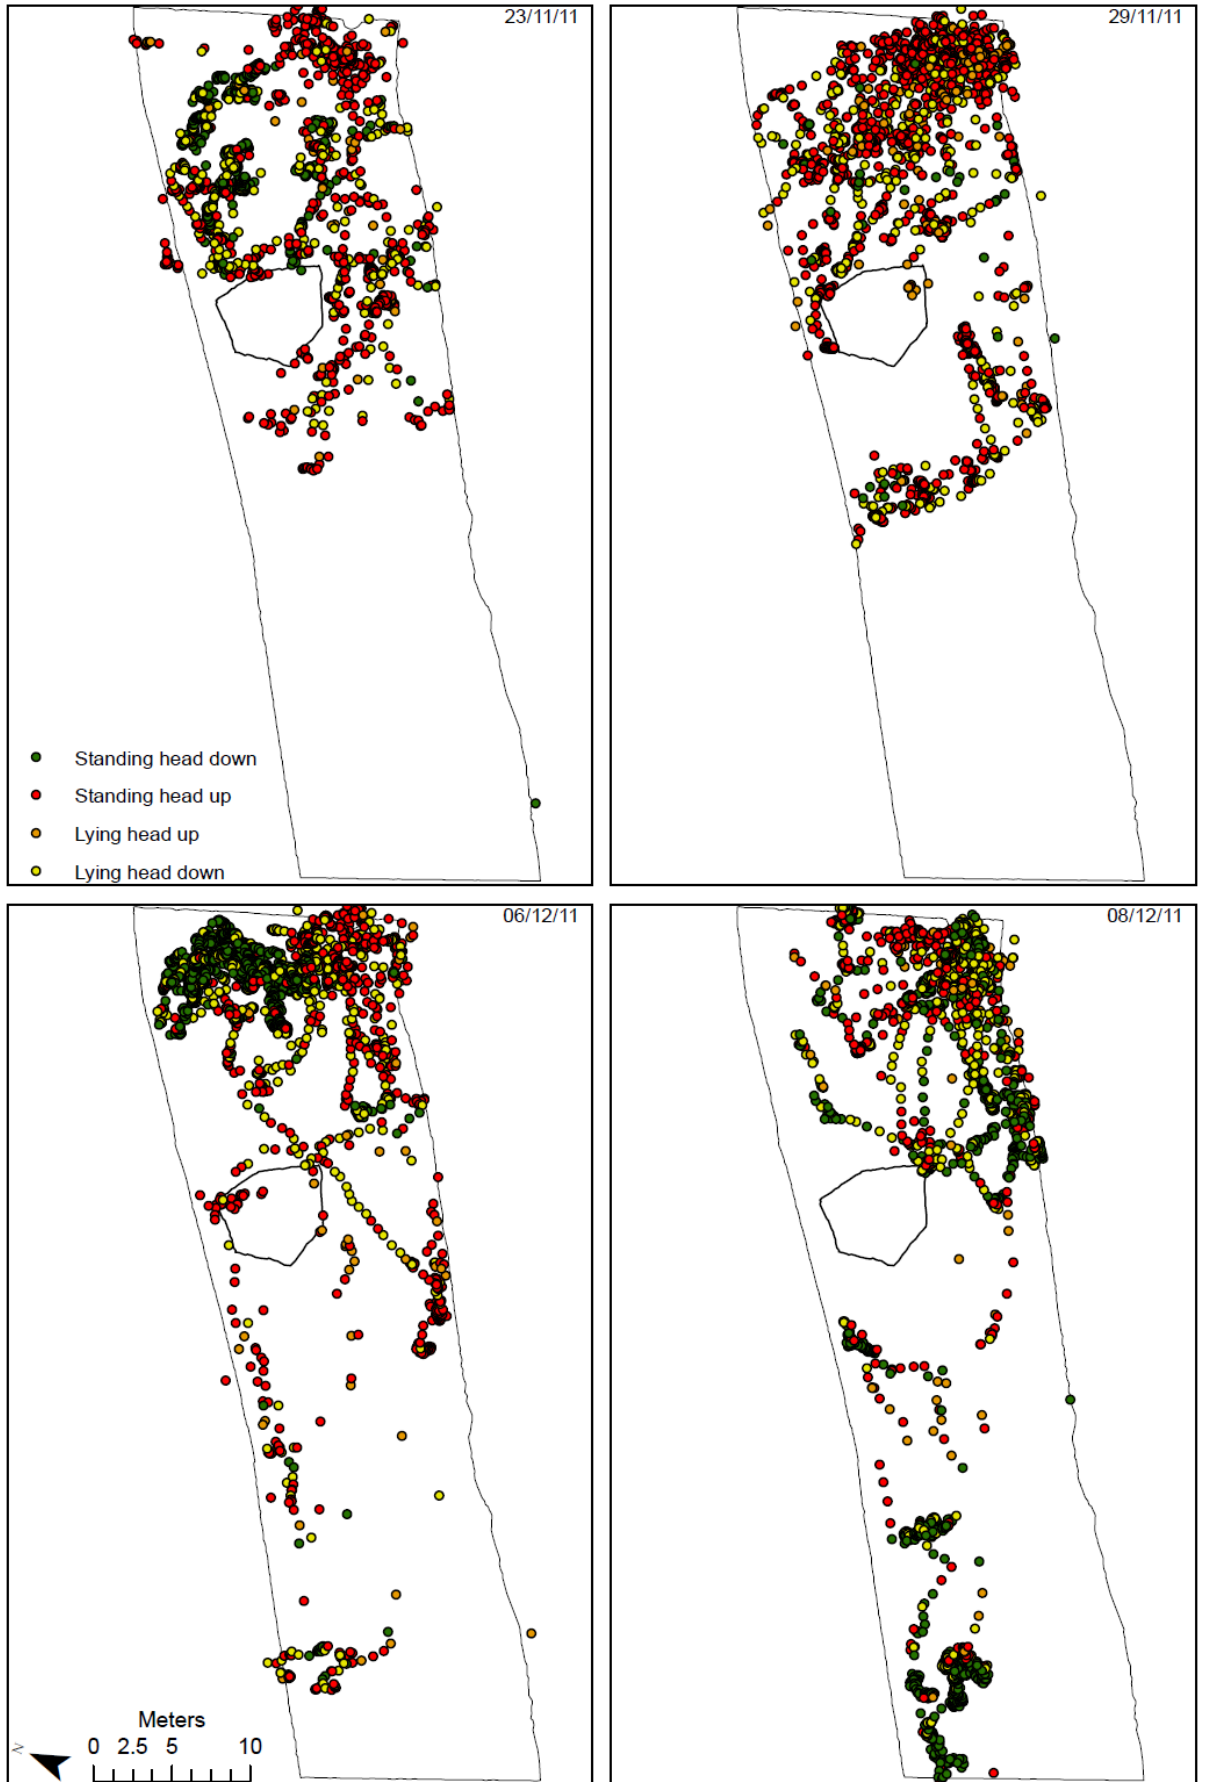 23/11/11
29/11/11
Standing head down
Standing head up
Lying head up
Lying head down
06/12/11
08/12/11
Meters
N
0 2.5 5 10